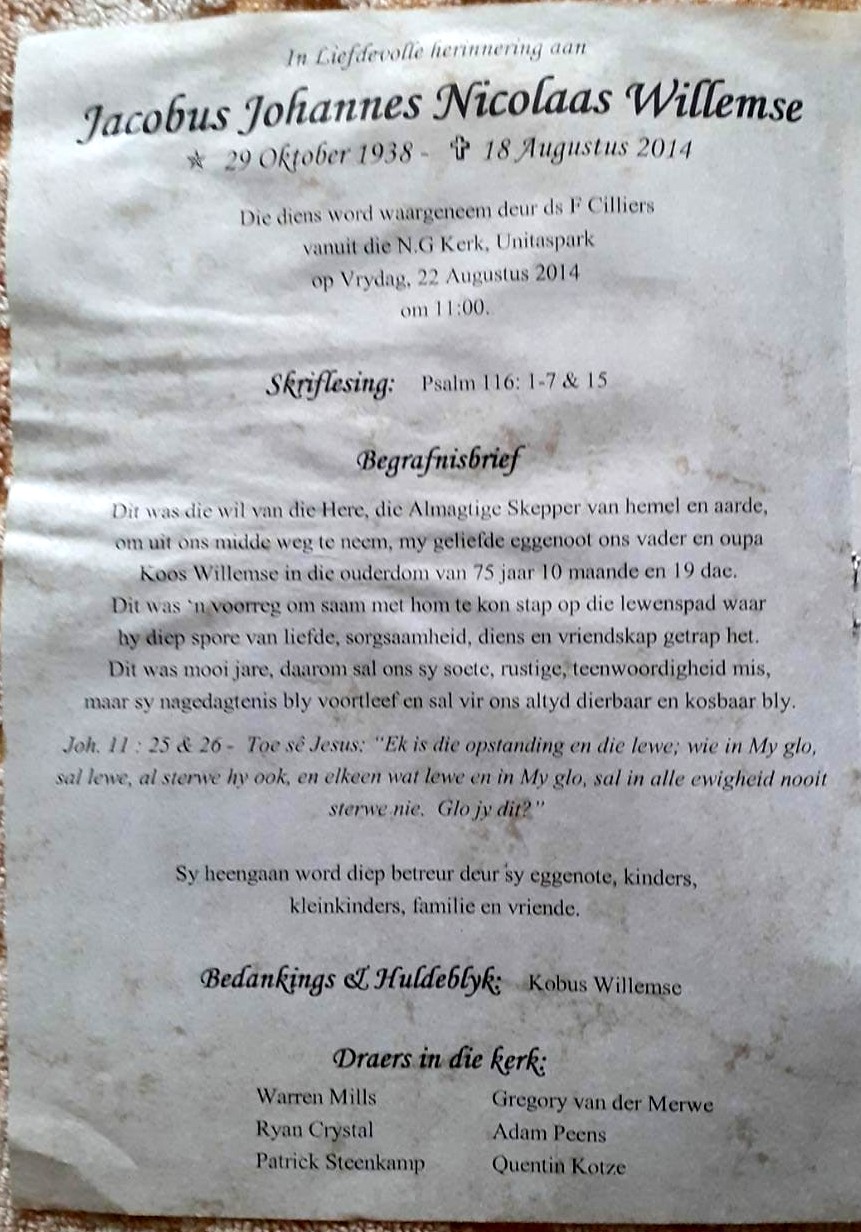 In Liefdevolle herinnering aan
Jacobus Johannes Nicolaas Willemse
29 Oktober 1938 - 18 Augustus 2014
Die diens word waargeneem deur ds F Cilliers
vanuit die N.G Kerk, Unitaspark
op Vrydag, 22 Augustus 2014
om 11:00.
Skriflesing: Psalm 116: 1-7 & 15
Begrafnisbrief
Dit was die wil van die Here, die Almagtige Skepper van hemel en aarde,
om uit ons midde weg te neem, my geliefde eggenoot ons vader en oupa
Koos Willemse in die ouderdom van 75 jaar 10 maande en 19 dae.
Dit was 'n voorreg om saam met hom te kon stap op die lewenspad waar
hy diep spore van liefde, sorgsaamheid, diens en vriendskap getrap het.
Dit was mooi jare, daarom sal ons sy soete, rustige, teenwoordigheid mis,
maar sy nagedagtenis bly voortleef en sal vir ons altyd dierbaar en kosbaar bly.
Joh. 11 : 25 & 26 - Toe sê Jesus: "Ek is die opstanding en die lewe; wie in My glo,
sal lewe, al sterwe hy ook, en elkeen wat lewe en in My glo, sal in alle ewigheid nooit
sterwe nie. Glo jy dit?"
Sy heengaan word diep betreur deur sy eggenote, kinders,
kleinkinders, familie en vriende.
Bedankings & Huldeblyk: Kobus Willemse
Draers in die kerk:
Warren Mills Gregory van der Merwe
Ryan Crystal Adam Peens
Patrick Steenkamp Quentin Kotze